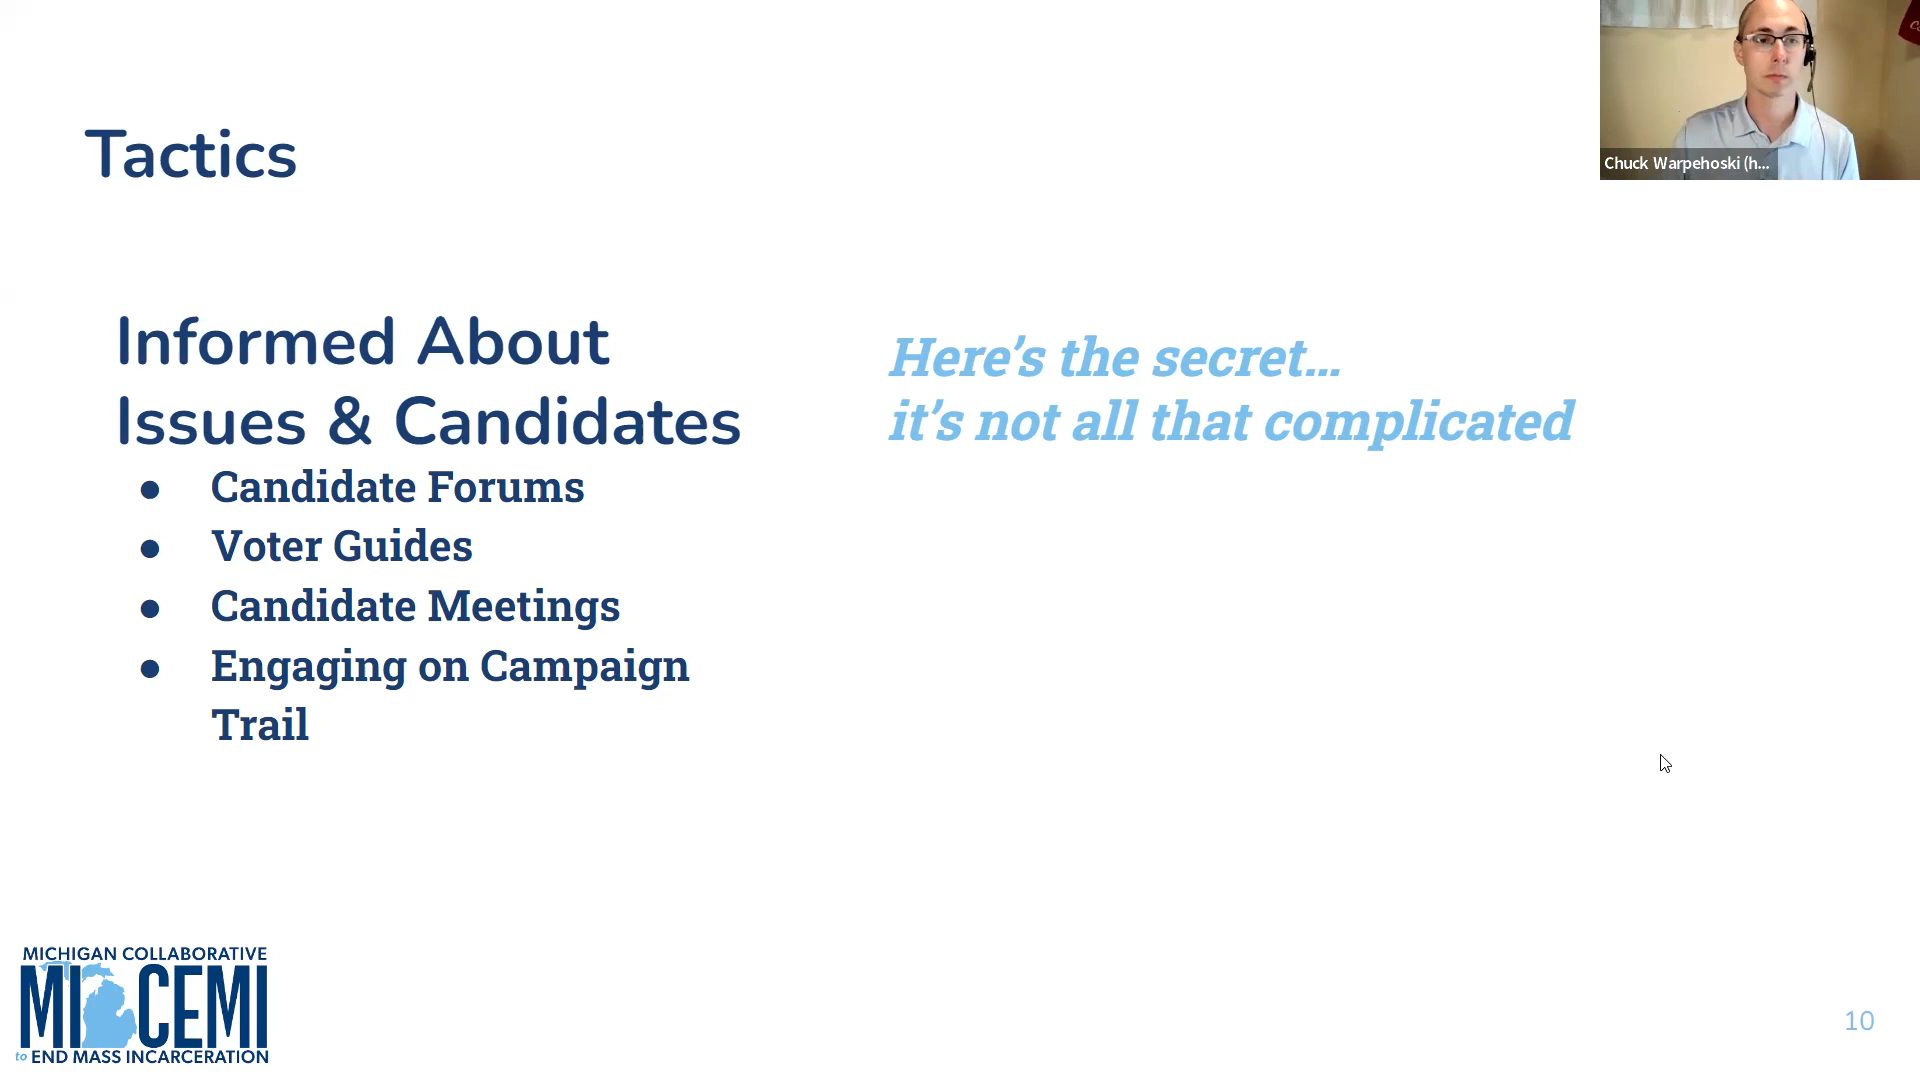 Tactics
Chuck Warpehoski (h...
Informed About
Issues & Candidates
● Candidate Forums
● Voter Guides
● Candidate Meetings
● Engaging on Campaign
Trail
Here’s the secret...
it’s not all that complicated
MICHIGAN COLLABORATIVE
MI CEMI
to END MASS INCARCERATION
10